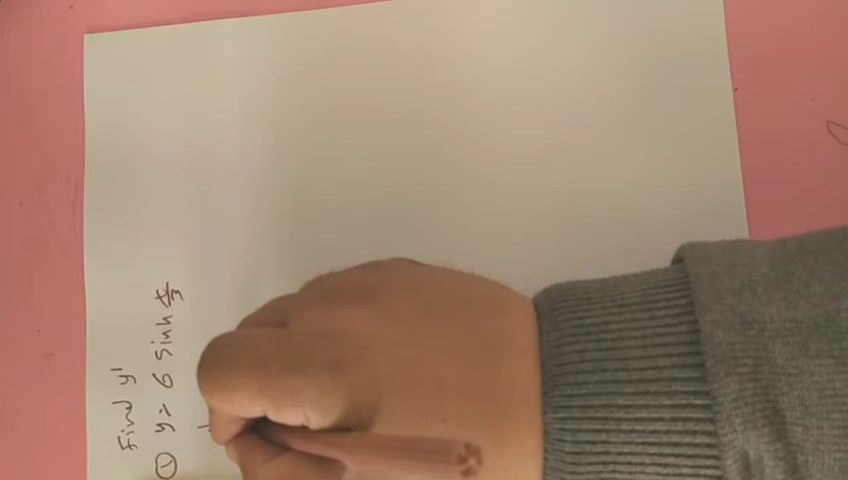 Find y'
① y = 6 sinh x/3